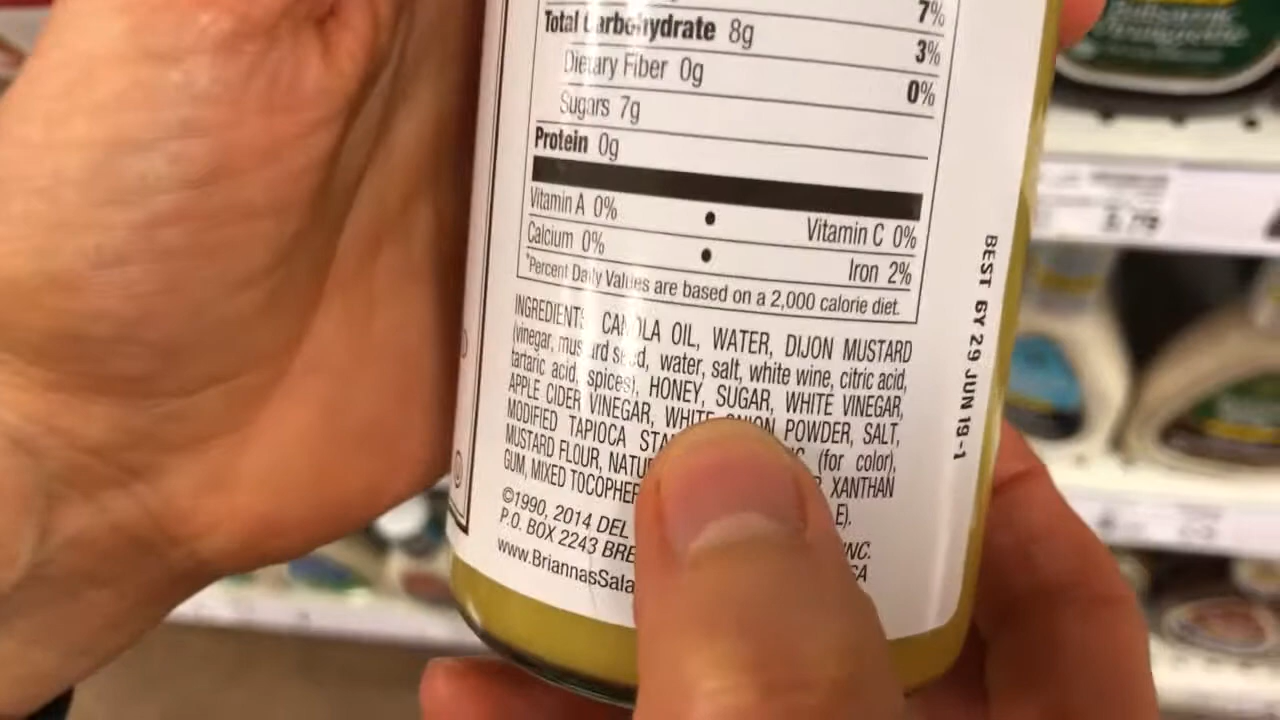 7%
Total Carbohydrate 8g 3%
Dietary Fiber 0g 0%
Sugars 7g
Protein 0g
Vitamin A 0% • Vitamin C 0%
Calcium 0% • Iron 2%
*Percent Daily Values are based on a 2,000 calorie diet.
INGREDIENTS CANOLA OIL, WATER, DIJON MUSTARD
(vinegar, mustard seed, water, salt, white wine, citric acid,
tartaric acid, spices), HONEY, SUGAR, WHITE VINEGAR,
APPLE CIDER VINEGAR, WHITE ONION POWDER, SALT,
MODIFIED TAPIOCA (for color),
MUSTARD FLOUR, XANTHAN
GUM, MIXED E).
©1990, 2014 DEL INC.
P.O. BOX 2243
www.BriannasSala
BEST BY 29 JUN 19-1